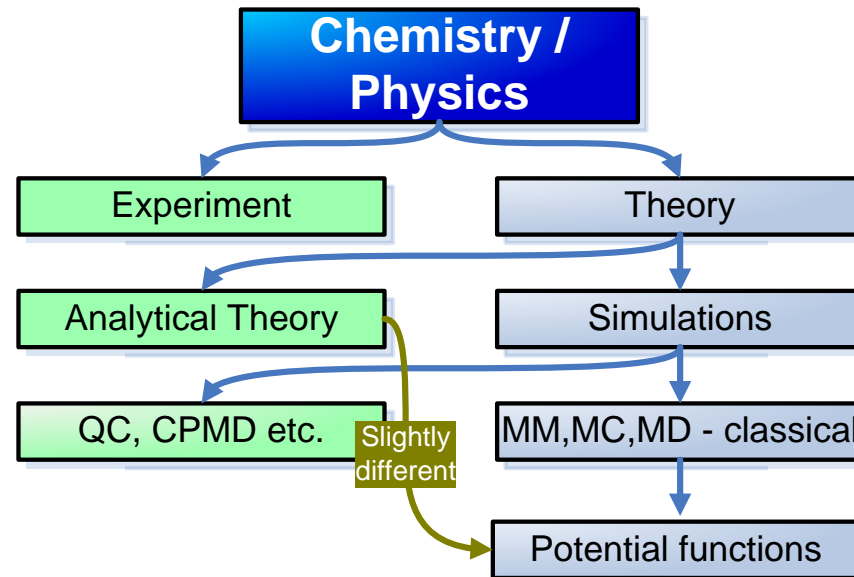 Chemistry /
Physics
Experiment
Theory
Analytical Theory
Simulations
QC, CPMD etc.
Slightly
different
MM,MC,MD - classical
Potential functions